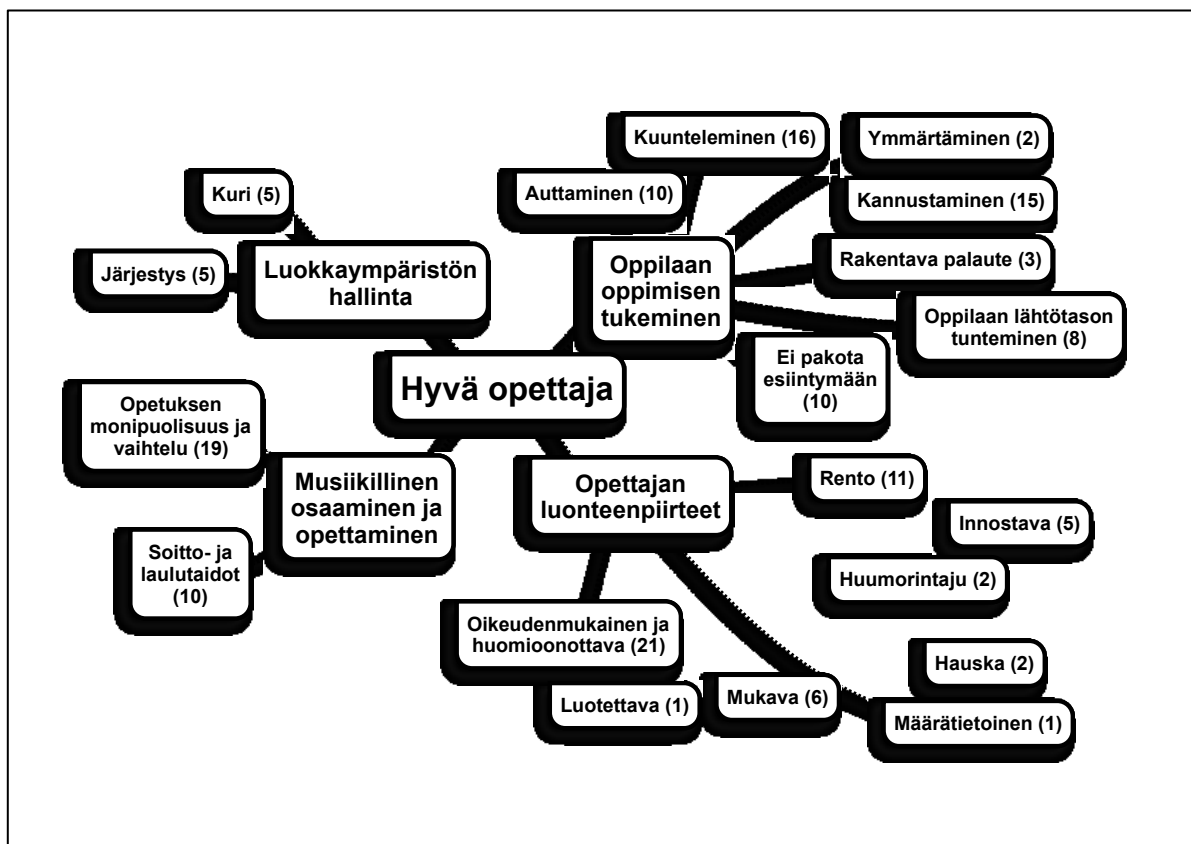 Kuunteleminen (16)
Ymmärtäminen (2)
Kuri (5)
Auttaminen (10)
Kannustaminen (15)
Järjestys (5)
Luokkaympäristön
hallinta
Oppilaan
oppimisen
tukeminen
Rakentava palaute (3)
Oppilaan lähtötason
tunteminen (8)
Ei pakota
esiintymään
(10)
Hyvä opettaja
Opetuksen
monipuolisuus ja
vaihtelu (19)
Musiikillinen
osaaminen ja
opettaminen
Opettajan
luonteenpiirteet
Rento (11)
Innostava (5)
Soitto- ja
laulutaidot
(10)
Huumorintaju (2)
Oikeudenmukainen ja
huomioonottava (21)
Hauska (2)
Luotettava (1)
Mukava (6)
Määrätietoinen (1)